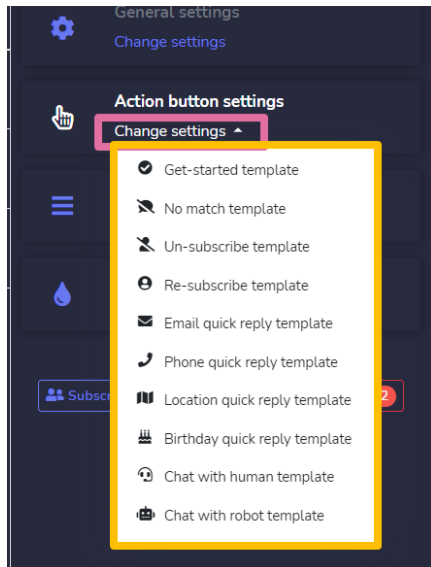 General settings
Change settings
Action button settings
Change settings
Get-started template
No match template
Un-subscribe template
Re-subscribe template
Email quick reply template
Phone quick reply template
Location quick reply template
Birthday quick reply template
Chat with human template
Chat with robot template
2